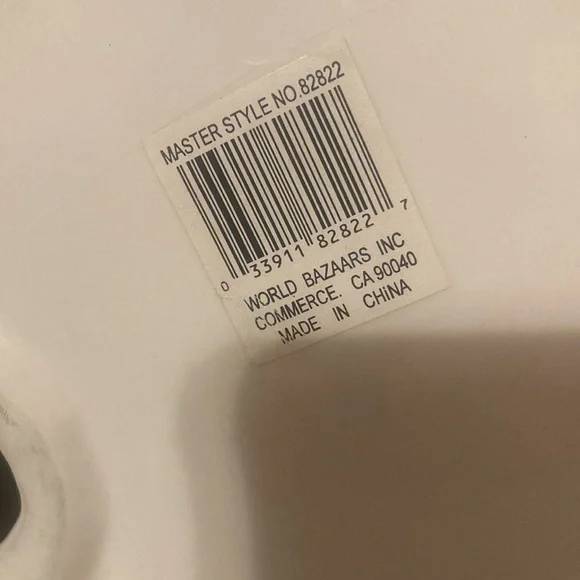 MASTER STYLE NO.82822
0 33911 82822 7
WORLD BAZAARS INC
COMMERCE. CA 90040
MADE IN CHiNA